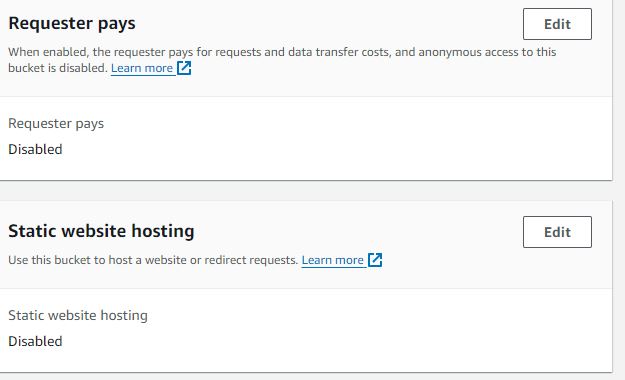 Requester pays
Edit
When enabled, the requester pays for requests and data transfer costs, and anonymous access to this
bucket is disabled. Learn more
Requester pays
Disabled
Static website hosting
Edit
Use this bucket to host a website or redirect requests. Learn more
Static website hosting
Disabled